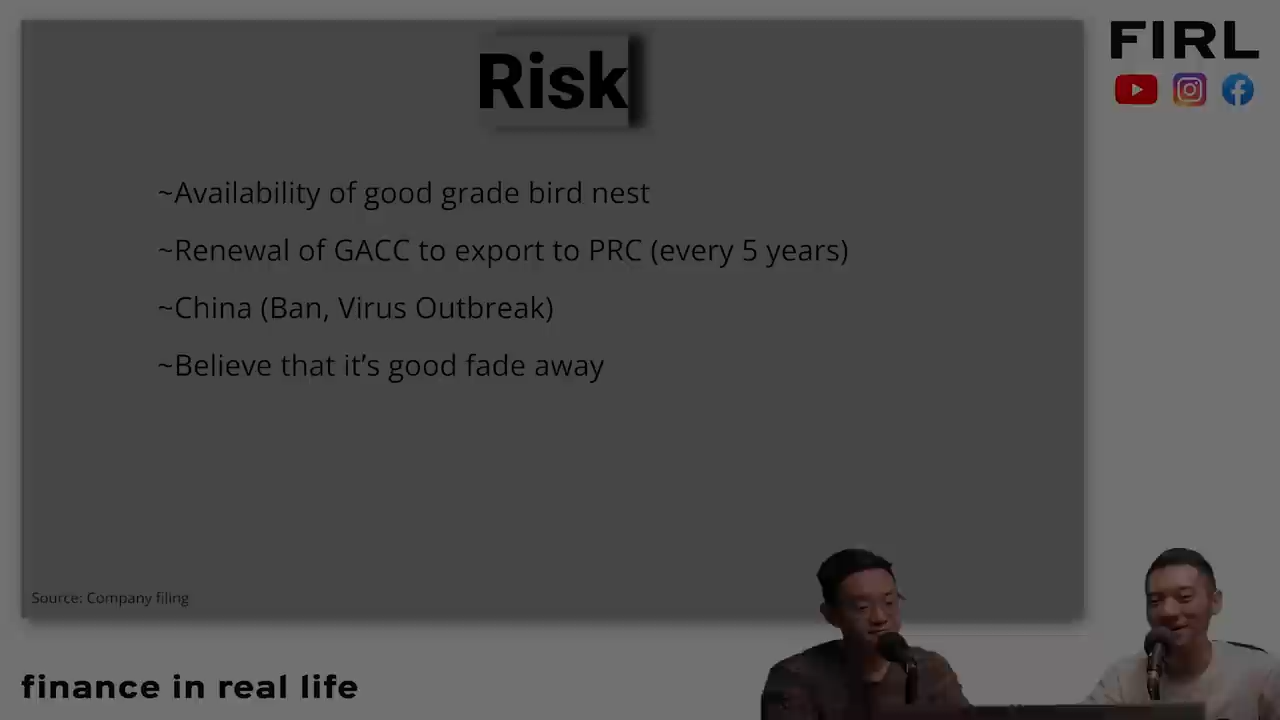 Risk
FIRL
~Availability of good grade bird nest
~Renewal of GACC to export to PRC (every 5 years)
~China (Ban, Virus Outbreak)
~Believe that it’s good fade away
Source: Company filing
finance in real life